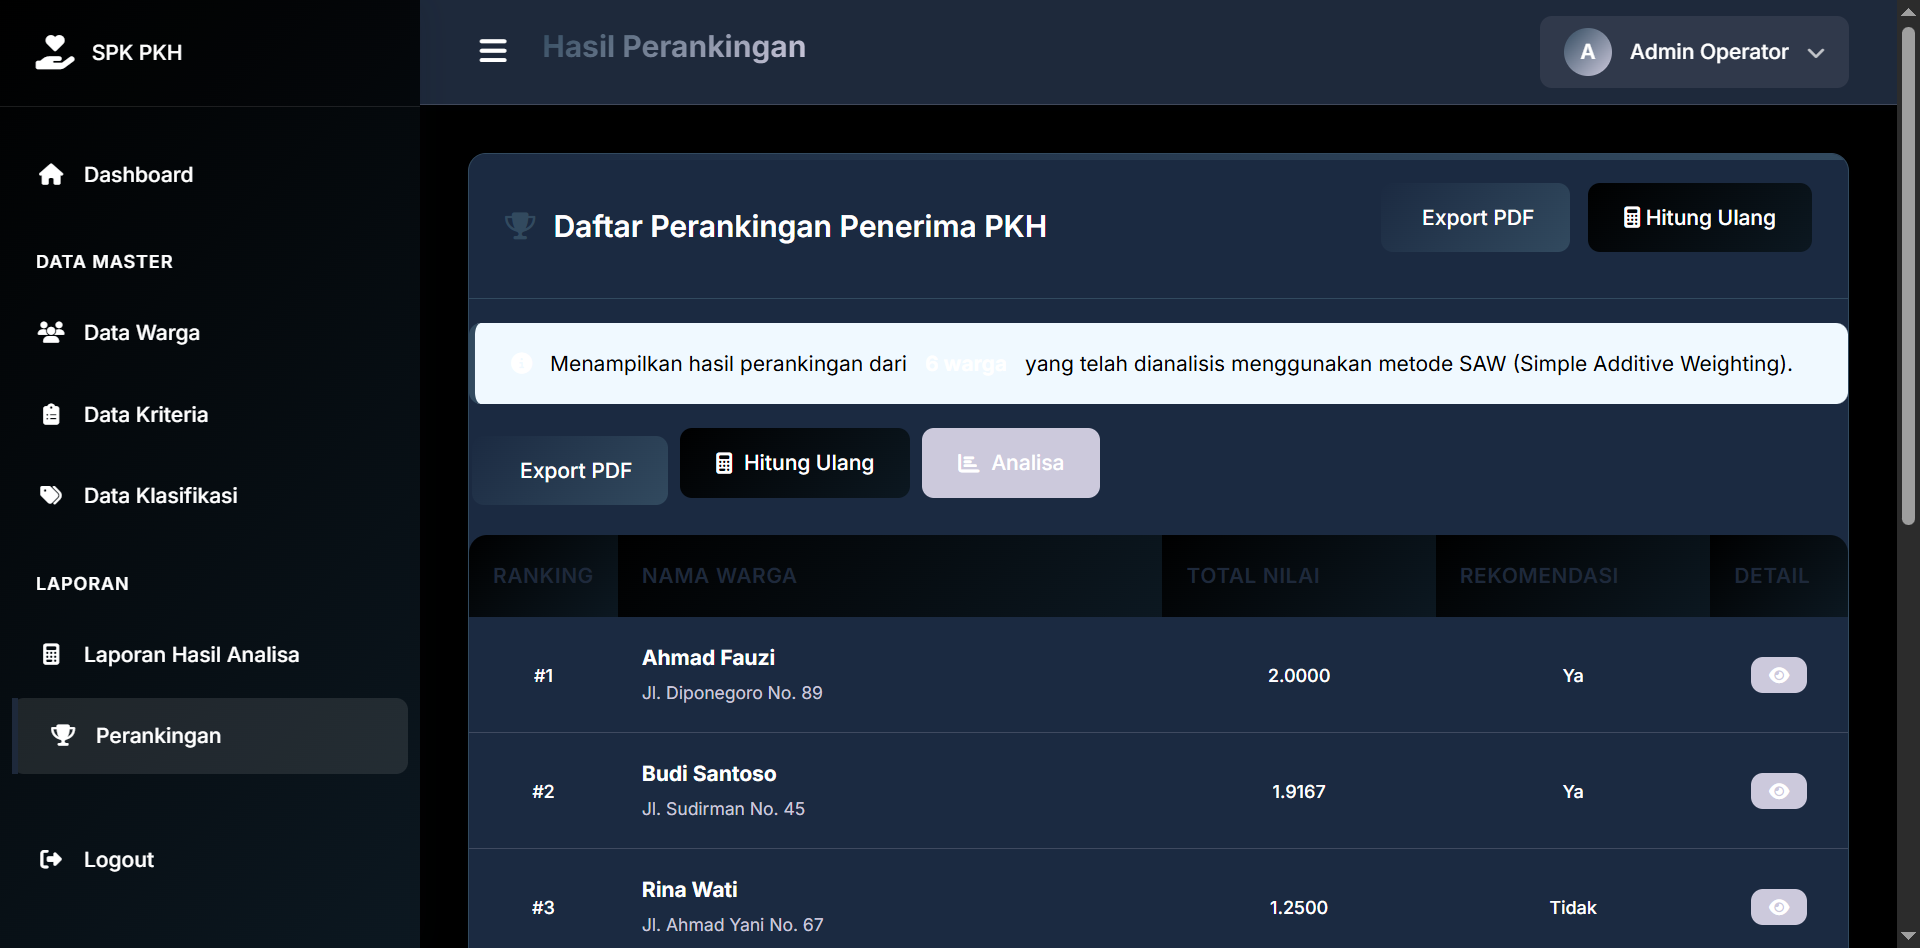 SPK PKH
Dashboard
DATA MASTER
Data Warga
Data Kriteria
Data Klasifikasi
LAPORAN
Laporan Hasil Analisa
Perankingan
Logout
Hasil Perankingan
A Admin Operator
Daftar Perankingan Penerima PKH
Export PDF Hitung Ulang
Menampilkan hasil perankingan dari 6 warga yang telah dianalisis menggunakan metode SAW (Simple Additive Weighting).
Export PDF Hitung Ulang Analisa
RANKING NAMA WARGA TOTAL NILAI REKOMENDASI DETAIL
#1 Ahmad Fauzi 2.0000 Ya
Jl. Diponegoro No. 89
#2 Budi Santoso 1.9167 Ya
Jl. Sudirman No. 45
#3 Rina Wati 1.2500 Tidak
Jl. Ahmad Yani No. 67